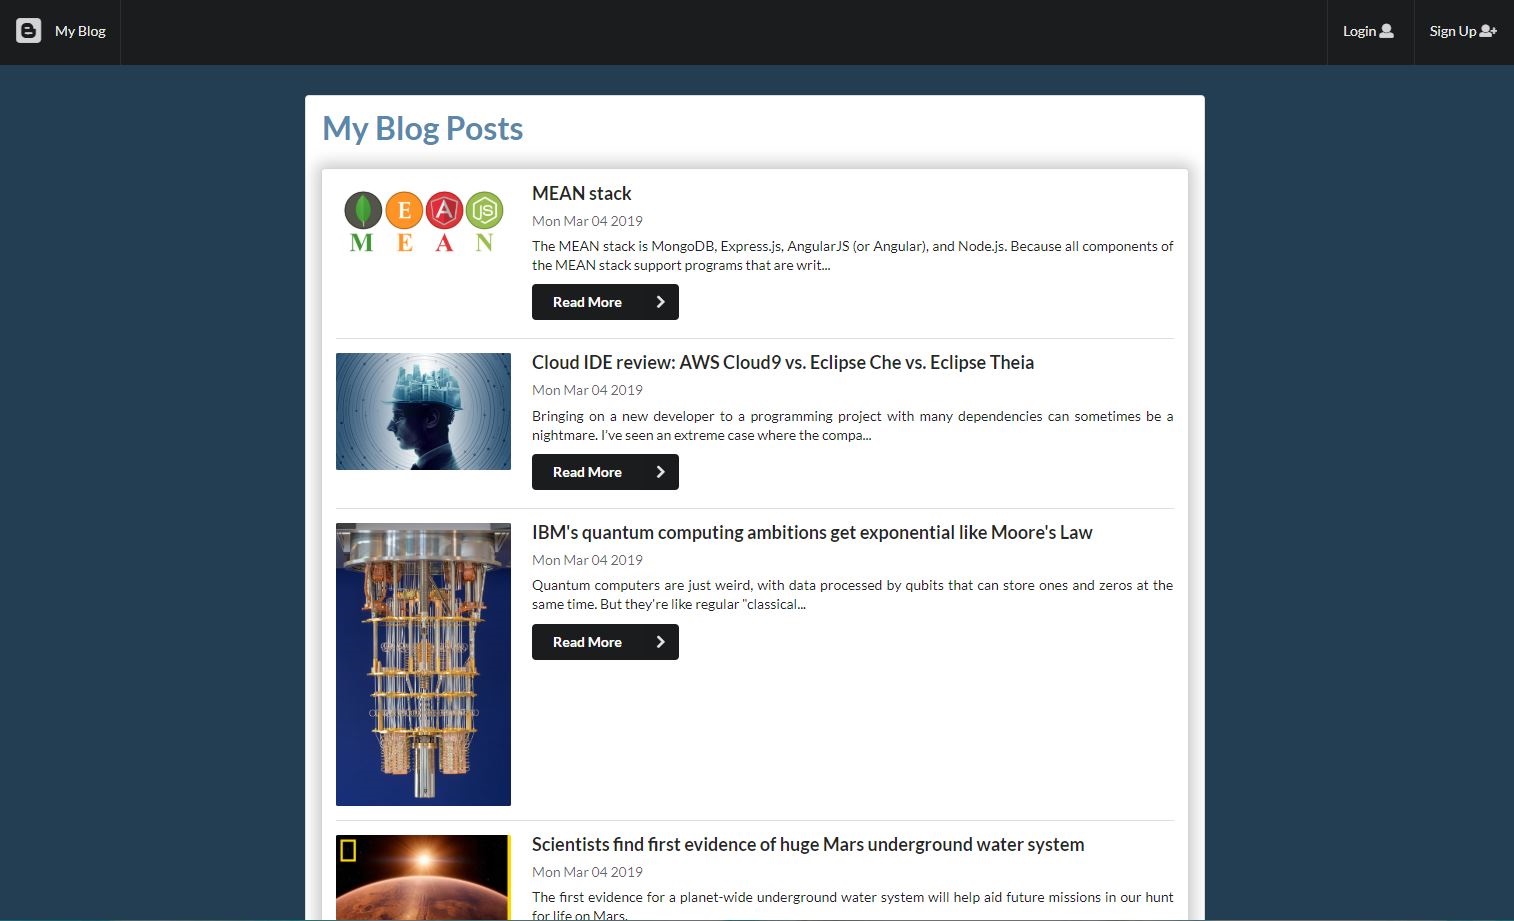 My Blog
Login
Sign Up
My Blog Posts
M E A N
MEAN stack
Mon Mar 04 2019
The MEAN stack is MongoDB, Express.js, AngularJS (or Angular), and Node.js. Because all components of
the MEAN stack support programs that are writ...
Read More
Cloud IDE review: AWS Cloud9 vs. Eclipse Che vs. Eclipse Theia
Mon Mar 04 2019
Bringing on a new developer to a programming project with many dependencies can sometimes be a
nightmare. I've seen an extreme case where the compa...
Read More
IBM's quantum computing ambitions get exponential like Moore's Law
Mon Mar 04 2019
Quantum computers are just weird, with data processed by qubits that can store ones and zeros at the
same time. But they're like regular "classical...
Read More
Scientists find first evidence of huge Mars underground water system
Mon Mar 04 2019
The first evidence for a planet-wide underground water system will help aid future missions in our hunt
for life on Mars.